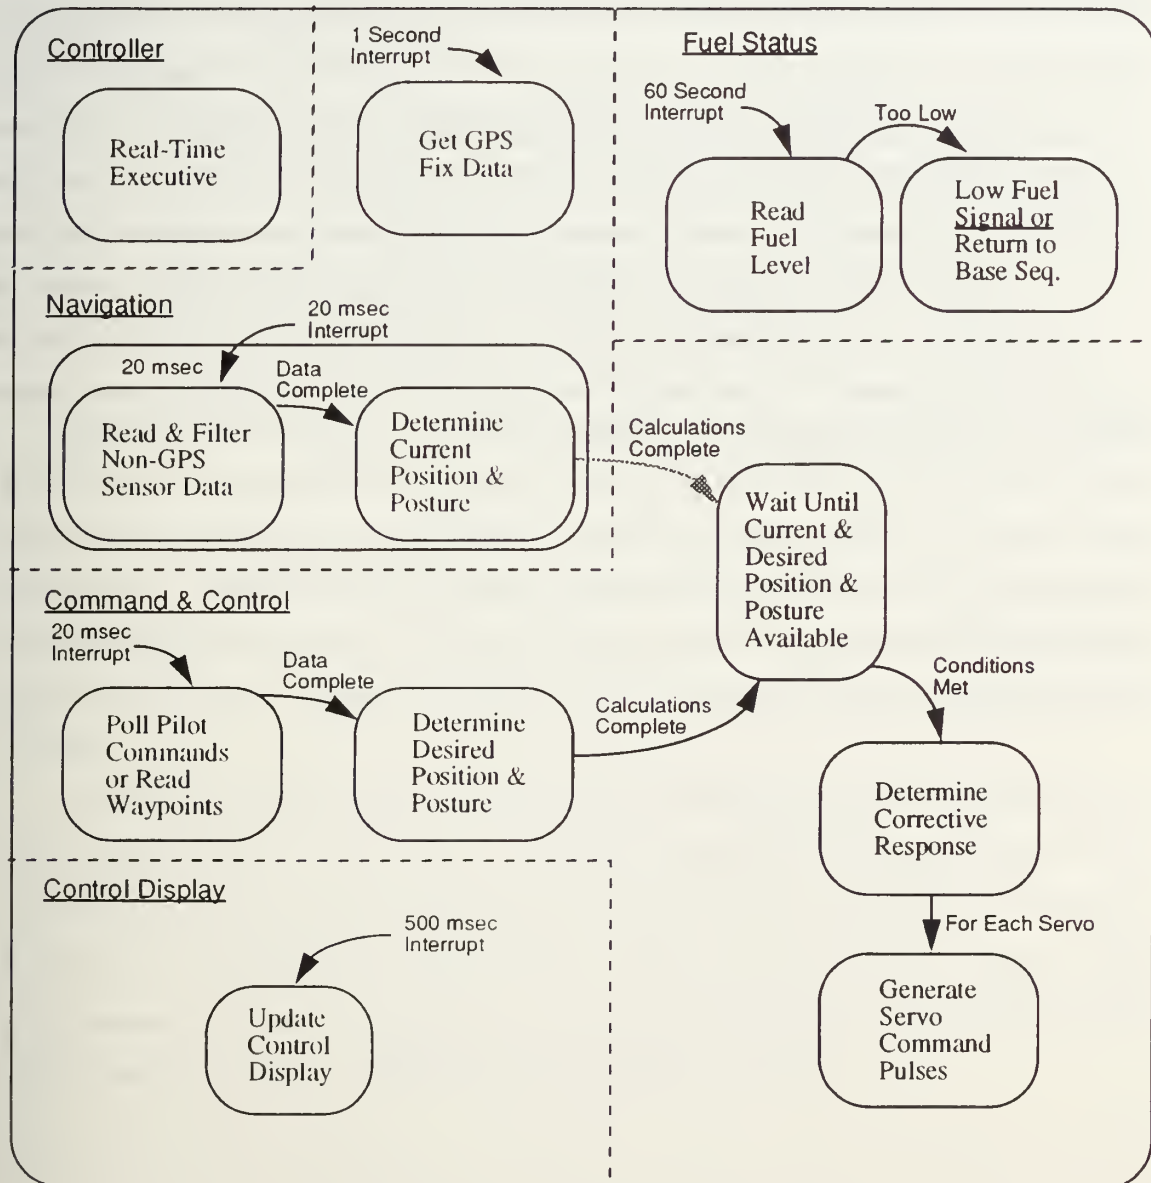 Controller
Real-Time
Executive
1 Second
Interrupt
Get GPS
Fix Data
Fuel Status
60 Second
Interrupt
Too Low
Read
Fuel
Level
Low Fuel
Signal or
Return to
Base Seq.
Navigation
20 msec
Interrupt
20 msec
Data
Complete
Read & Filter
Non-GPS
Sensor Data
Determine
Current
Position &
Posture
Calculations
Complete
Wait Until
Current &
Desired
Position &
Posture
Available
Command & Control
20 msec
Interrupt
Data
Complete
Poll Pilot
Commands
or Read
Waypoints
Determine
Desired
Position &
Posture
Calculations
Complete
Conditions
Met
Determine
Corrective
Response
For Each Servo
Generate
Servo
Command
Pulses
Control Display
500 msec
Interrupt
Update
Control
Display